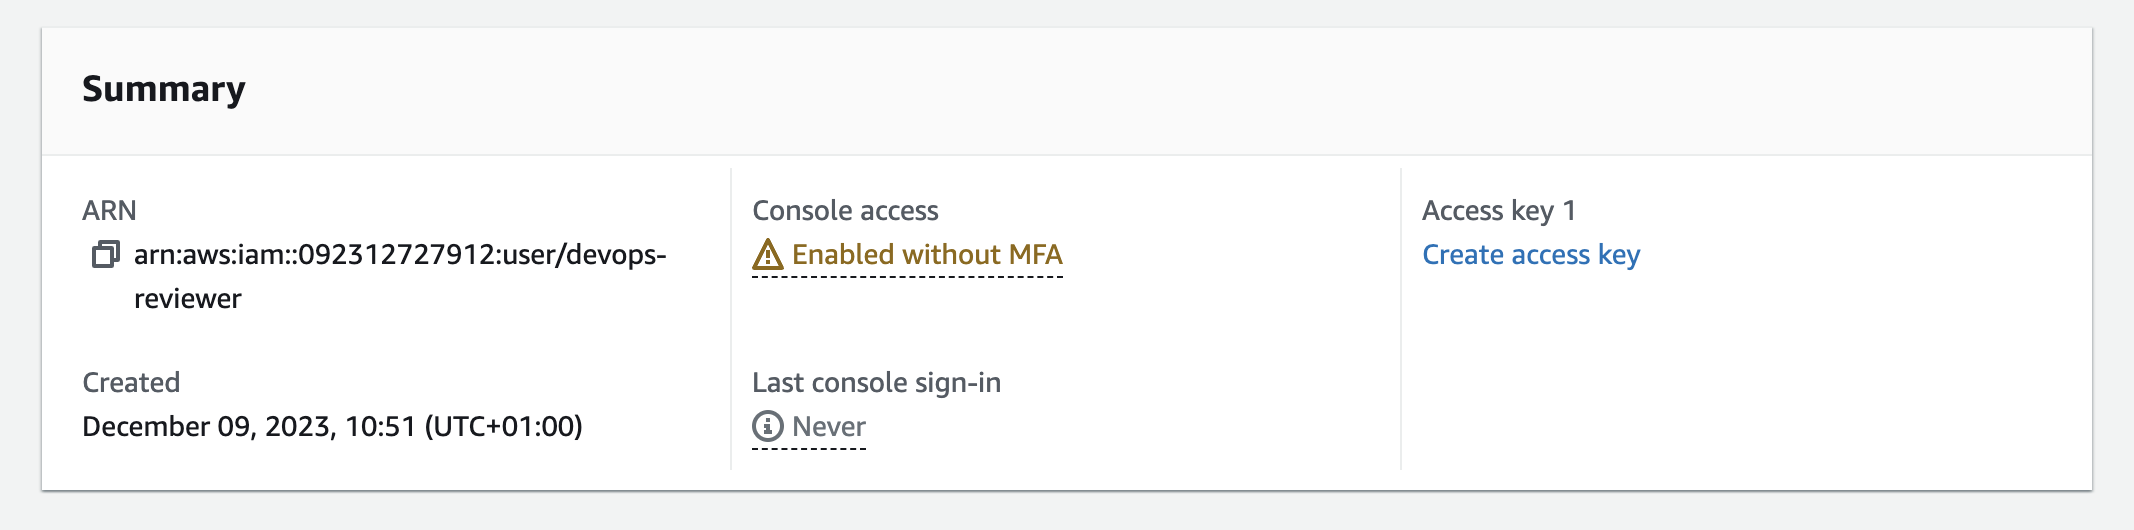 Summary
ARN
arn:aws:iam::092312727912:user/devops-
reviewer
Created
December 09, 2023, 10:51 (UTC+01:00)
Console access
Enabled without MFA
Last console sign-in
Never
Access key 1
Create access key